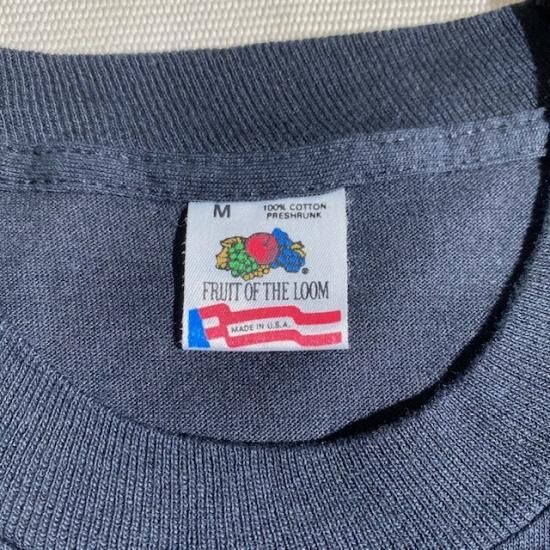 M
100% COTTON
PRESHRUNK
®
FRUIT OF THE LOOM
MADE IN U.S.A.